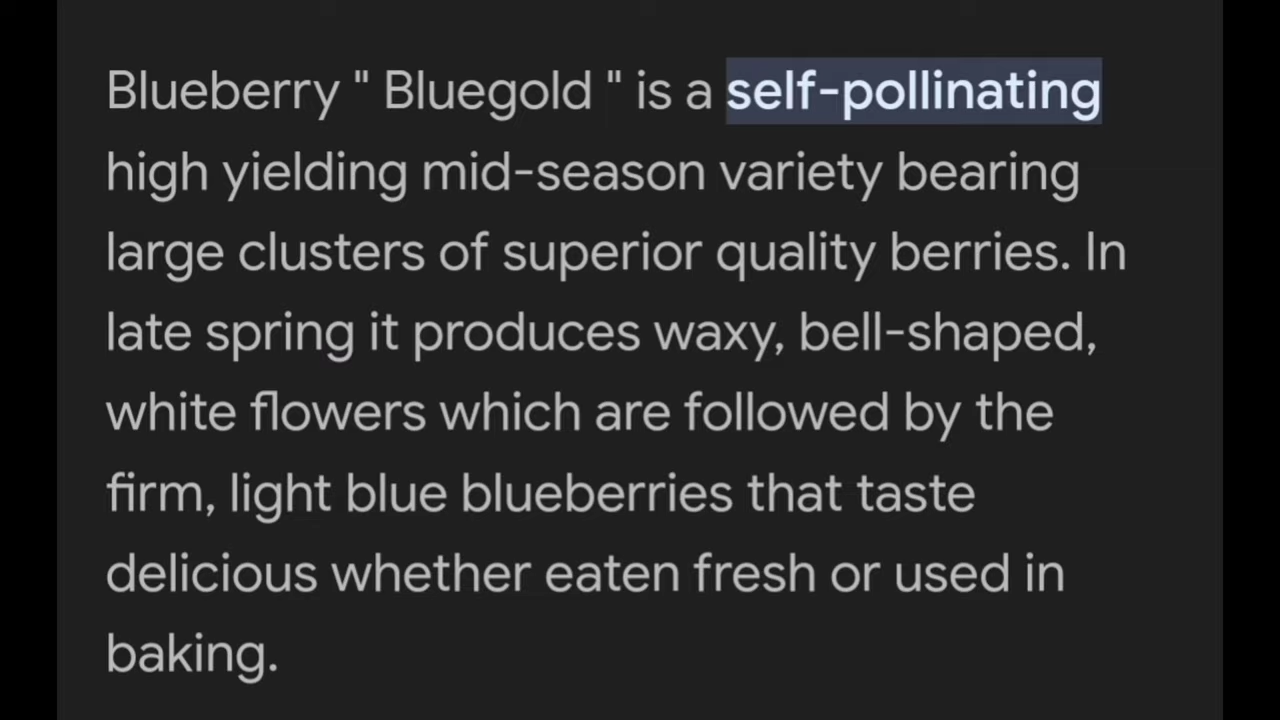 Blueberry " Bluegold " is a self-pollinating
high yielding mid-season variety bearing
large clusters of superior quality berries. In
late spring it produces waxy, bell-shaped,
white flowers which are followed by the
firm, light blue blueberries that taste
delicious whether eaten fresh or used in
baking.